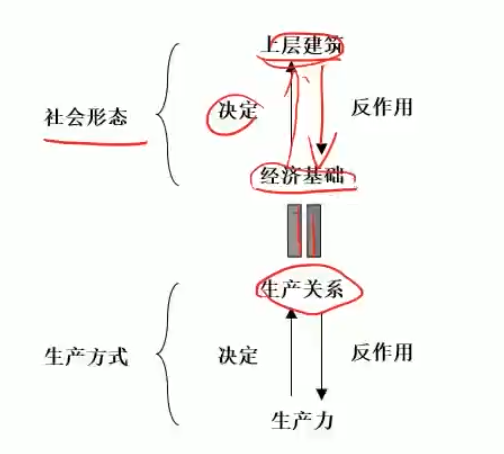 上层建筑
社会形态
决定
反作用
经济基础
生产关系
生产方式
决定
反作用
生产力